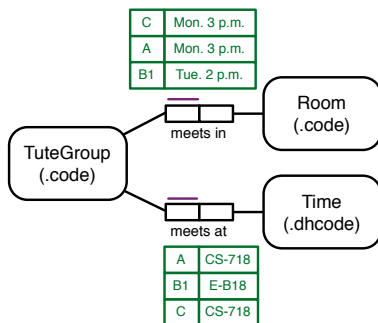 C Mon. 3 p.m.
A Mon. 3 p.m.
B1 Tue. 2 p.m.
Room
(.code)
meets in
TuteGroup
(.code)
Time
(.dhcode)
meets at
A CS-718
B1 E-B18
C CS-718